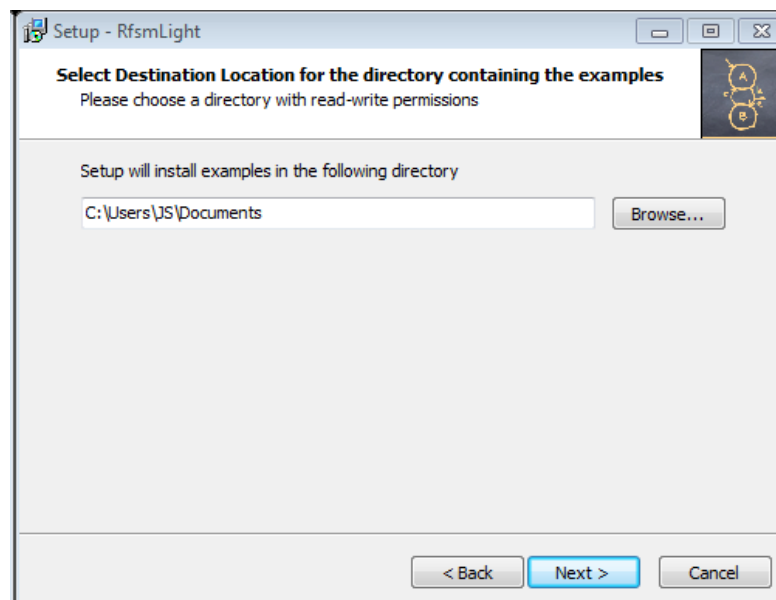 Setup - RfsmLight
Select Destination Location for the directory containing the examples
Please choose a directory with read-write permissions
A
B
Setup will install examples in the following directory
C:\Users\JS\Documents
Browse...
< Back
Next >
Cancel